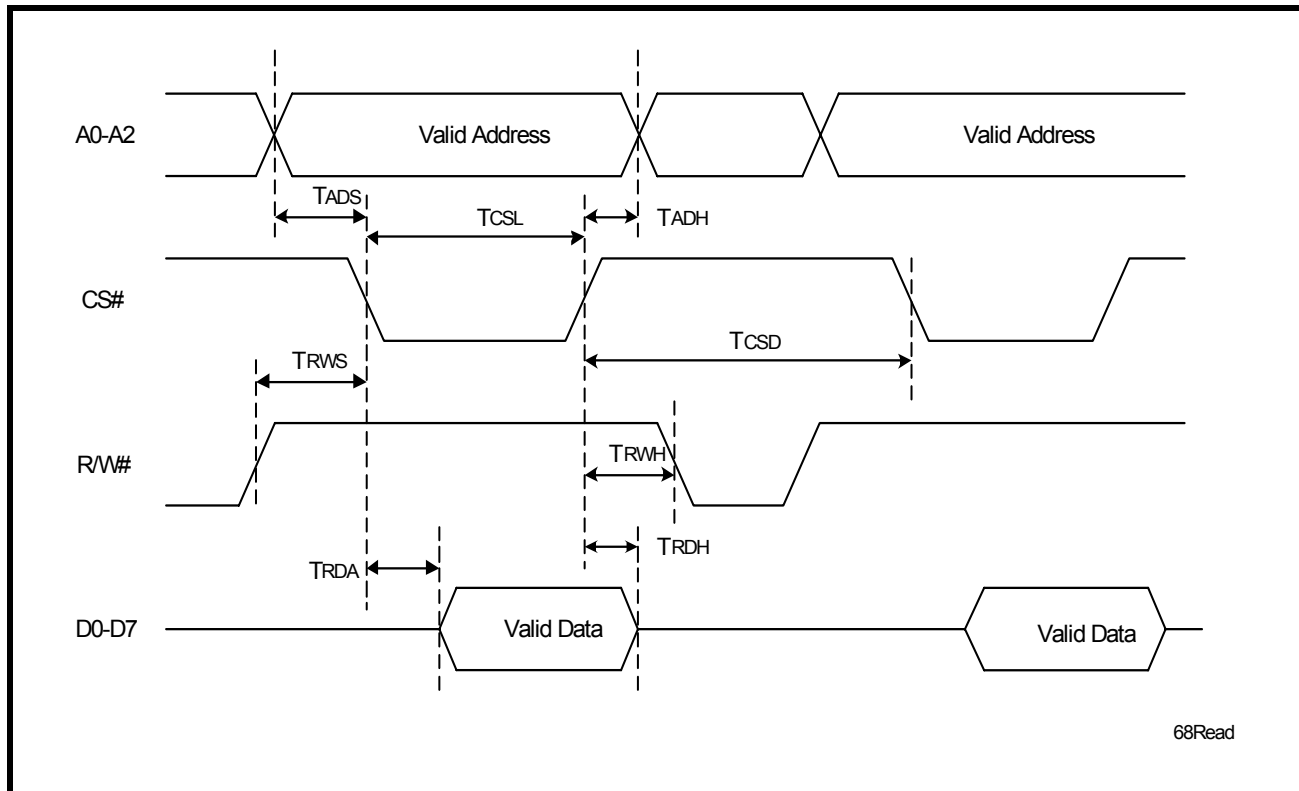 A0-A2
Valid Address
Valid Address
TADS
TCSL
TADH
CS#
TCSD
TRWS
R/W#
TRWH
TRDH
TRDA
D0-D7
Valid Data
Valid Data
68Read